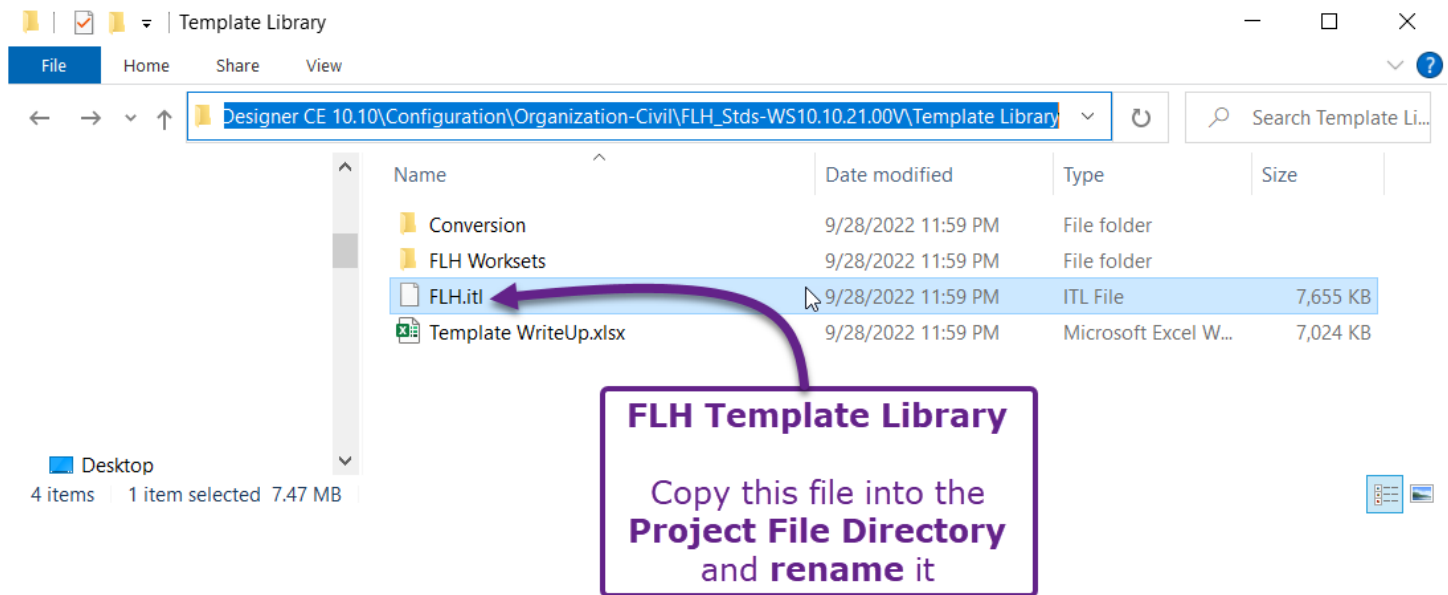 Template Library
File Home Share View
?
Designer CE 10.10\Configuration\Organization-Civil\FLH_Stds-WS10.10.21.00V\Template Library
Search Template Li...
Name Date modified Type Size
Conversion 9/28/2022 11:59 PM File folder
FLH Worksets 9/28/2022 11:59 PM File folder
FLH.itl 9/28/2022 11:59 PM ITL File 7,655 KB
Template WriteUp.xlsx 9/28/2022 11:59 PM Microsoft Excel W... 7,024 KB
FLH Template Library
Copy this file into the
Project File Directory
and rename it
Desktop
4 items 1 item selected 7.47 MB